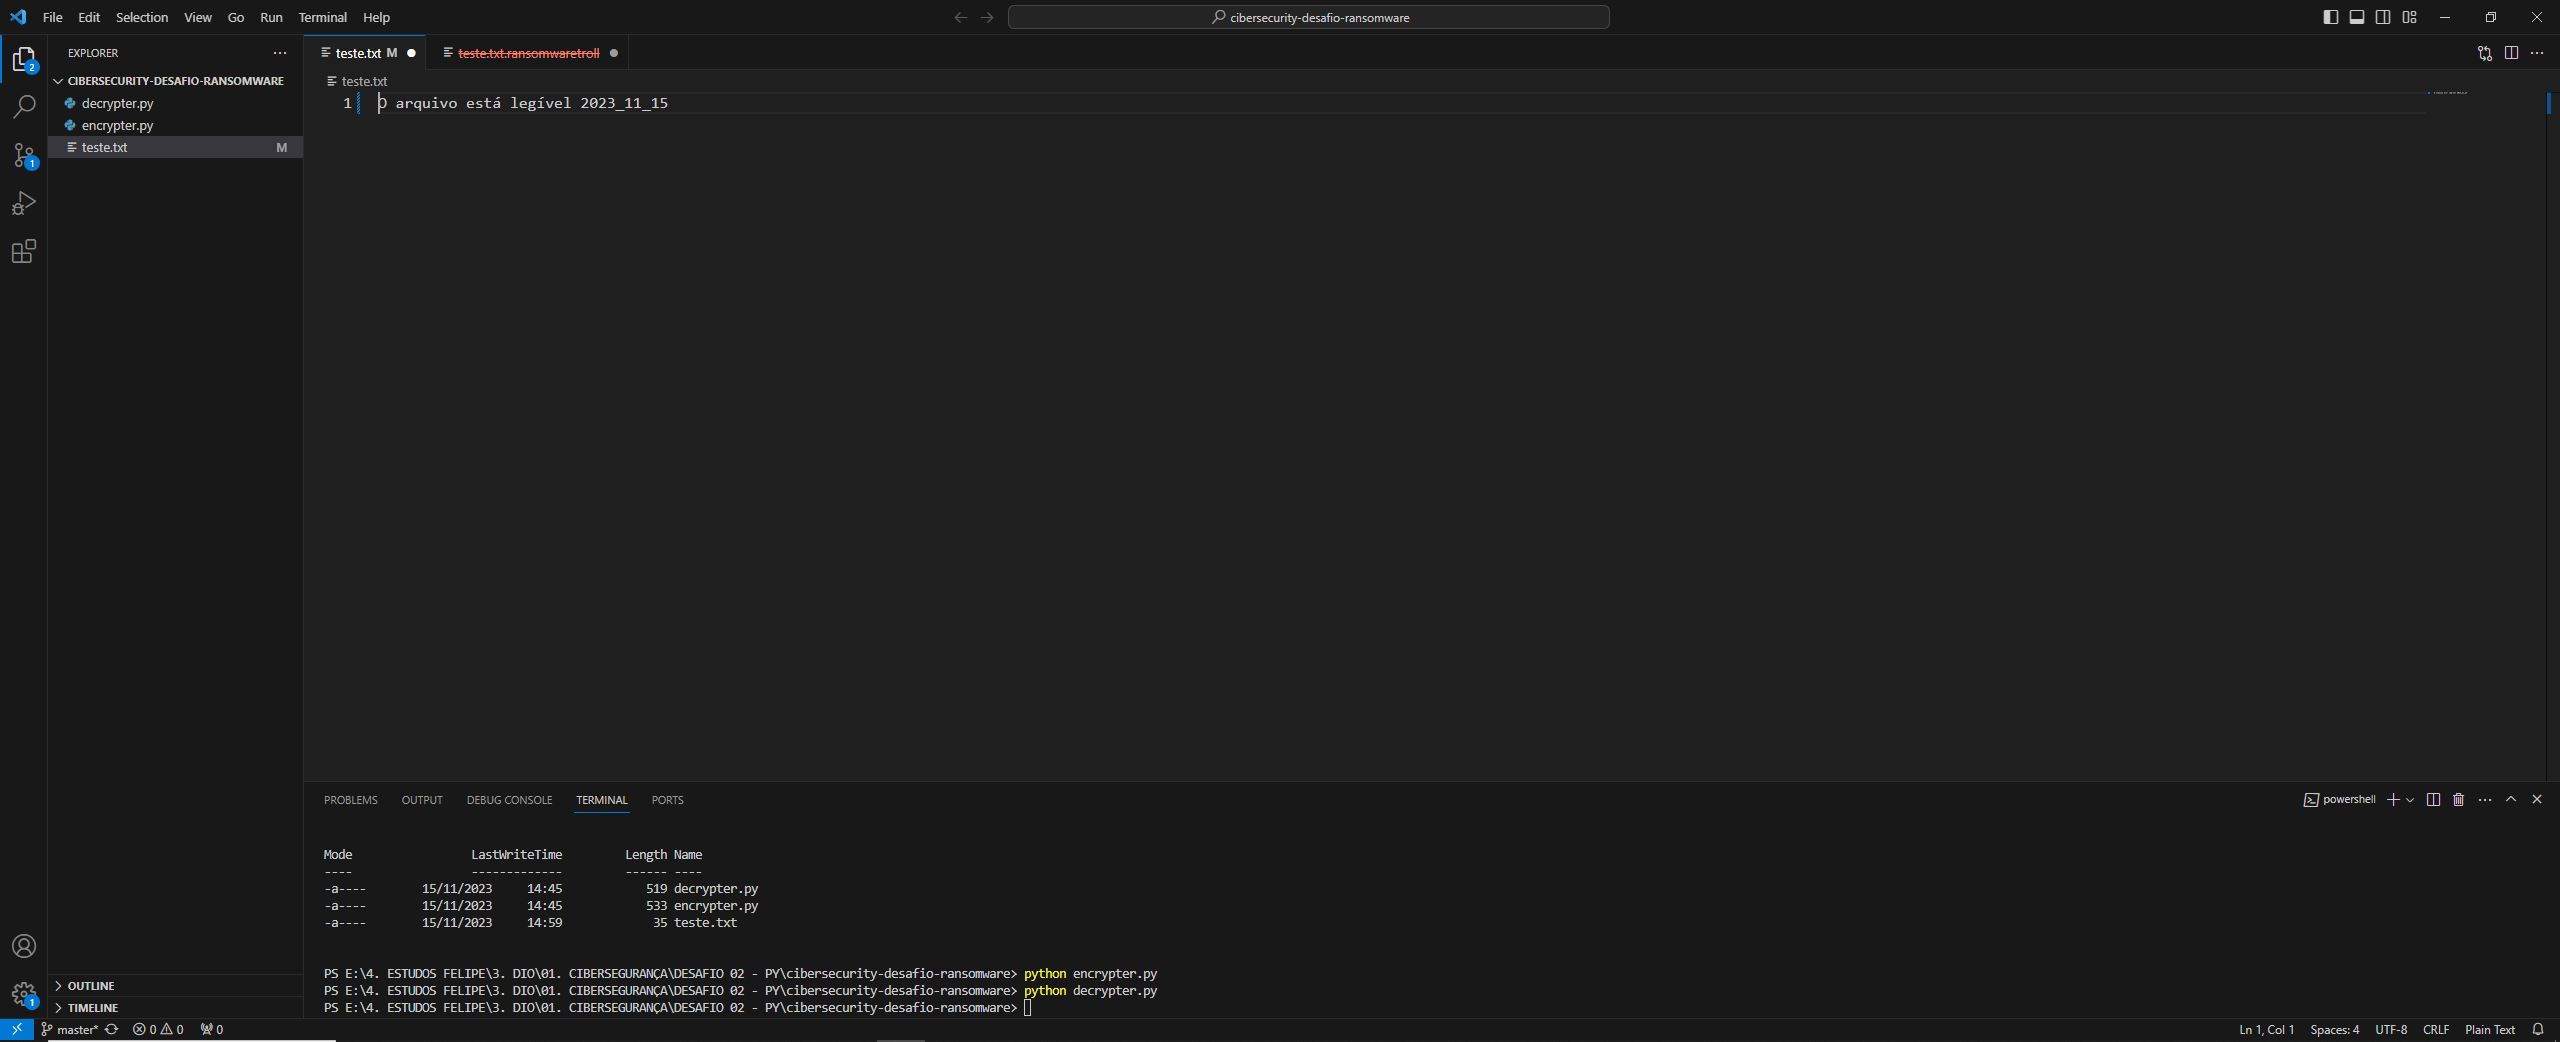 File Edit Selection View Go Run Terminal Help
cibersecurity-desafio-ransomware
EXPLORER
CIBERSECURITY-DESAFIO-RANSOMWARE
decrypter.py
encrypter.py
teste.txt M
OUTLINE
TIMELINE
2
1
1
teste.txt M
teste.txt.ransomwaretroll
teste.txt
1 O arquivo está legível 2023_11_15
PROBLEMS OUTPUT DEBUG CONSOLE TERMINAL PORTS
powershell
Mode LastWriteTime Length Name
---- ------------- ------ ----
-a---- 15/11/2023 14:45 519 decrypter.py
-a---- 15/11/2023 14:45 533 encrypter.py
-a---- 15/11/2023 14:59 35 teste.txt
PS E:\4. ESTUDOS FELIPE\3. DIO\01. CIBERSEGURANÇA\DESAFIO 02 - PY\cibersecurity-desafio-ransomware> python encrypter.py
PS E:\4. ESTUDOS FELIPE\3. DIO\01. CIBERSEGURANÇA\DESAFIO 02 - PY\cibersecurity-desafio-ransomware> python decrypter.py
PS E:\4. ESTUDOS FELIPE\3. DIO\01. CIBERSEGURANÇA\DESAFIO 02 - PY\cibersecurity-desafio-ransomware>
master* 0 0 0
Ln 1, Col 1 Spaces: 4 UTF-8 CRLF Plain Text